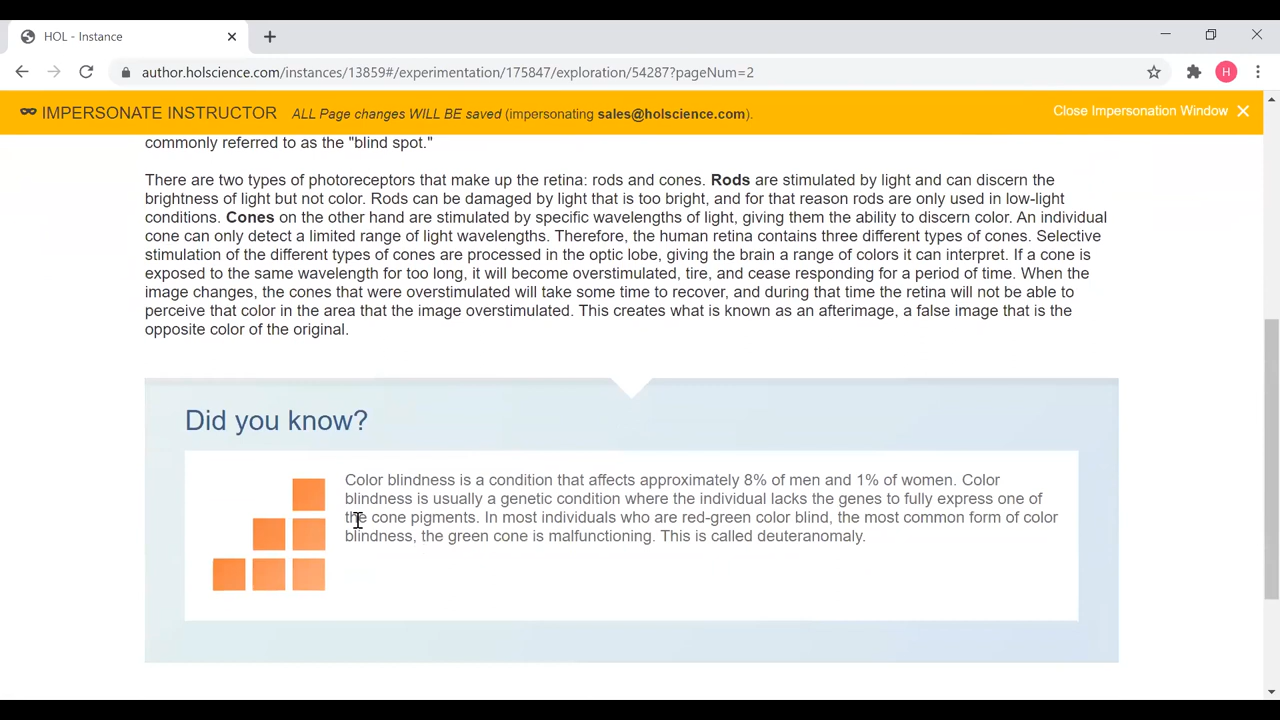 HOL - Instance
author.holscience.com/instances/13859#/experimentation/175847/exploration/54287?pageNum=2
H
IMPERSONATE INSTRUCTOR ALL Page changes WILL BE saved (impersonating sales@holscience.com).
Close Impersonation Window
commonly referred to as the "blind spot."
There are two types of photoreceptors that make up the retina: rods and cones. Rods are stimulated by light and can discern the
brightness of light but not color. Rods can be damaged by light that is too bright, and for that reason rods are only used in low-light
conditions. Cones on the other hand are stimulated by specific wavelengths of light, giving them the ability to discern color. An individual
cone can only detect a limited range of light wavelengths. Therefore, the human retina contains three different types of cones. Selective
stimulation of the different types of cones are processed in the optic lobe, giving the brain a range of colors it can interpret. If a cone is
exposed to the same wavelength for too long, it will become overstimulated, tire, and cease responding for a period of time. When the
image changes, the cones that were overstimulated will take some time to recover, and during that time the retina will not be able to
perceive that color in the area that the image overstimulated. This creates what is known as an afterimage, a false image that is the
opposite color of the original.
Did you know?
Color blindness is a condition that affects approximately 8% of men and 1% of women. Color
blindness is usually a genetic condition where the individual lacks the genes to fully express one of
the cone pigments. In most individuals who are red-green color blind, the most common form of color
blindness, the green cone is malfunctioning. This is called deuteranomaly.